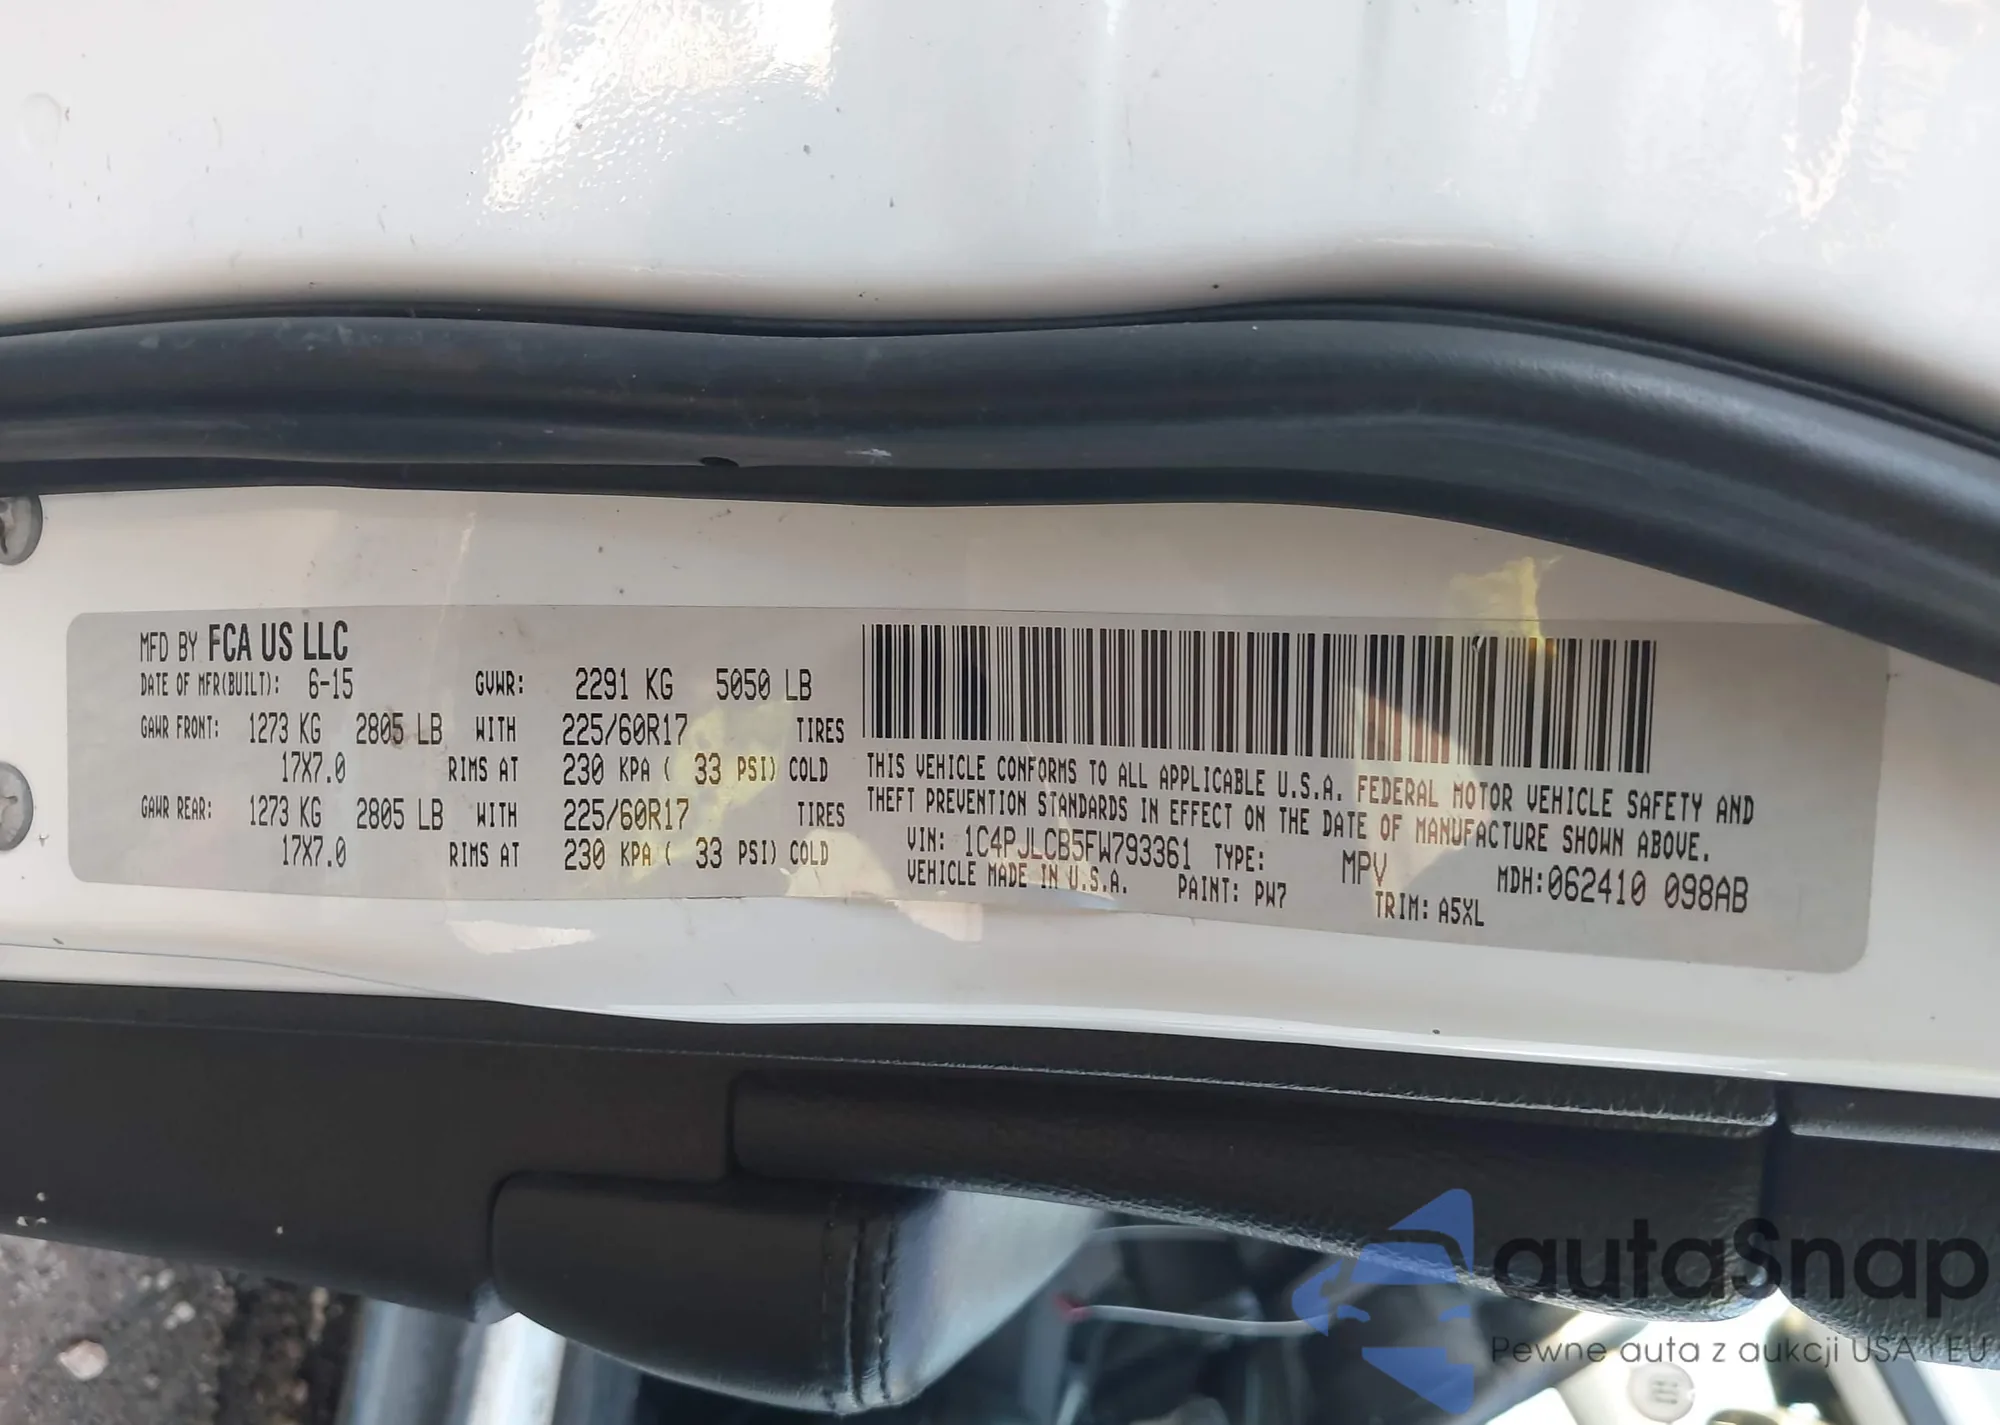 MFD BY FCA US LLC
DATE OF MFR(BUILT): 6-15 GVWR: 2291 KG 5050 LB
GAWR FRONT: 1273 KG 2805 LB WITH 225/60R17 TIRES
17X7.0 RIMS AT 230 KPA ( 33 PSI) COLD
GAWR REAR: 1273 KG 2805 LB WITH 225/60R17 TIRES
17X7.0 RIMS AT 230 KPA ( 33 PSI) COLD
THIS VEHICLE CONFORMS TO ALL APPLICABLE U.S.A. FEDERAL MOTOR VEHICLE SAFETY AND
THEFT PREVENTION STANDARDS IN EFFECT ON THE DATE OF MANUFACTURE SHOWN ABOVE.
VIN: 1C4PJLCB5FW793361 TYPE: MPV MDH:062410 098AB
VEHICLE MADE IN U.S.A. PAINT: PW7 TRIM: A5XL
autaSnap
Pewne auta z aukcji USA i EU